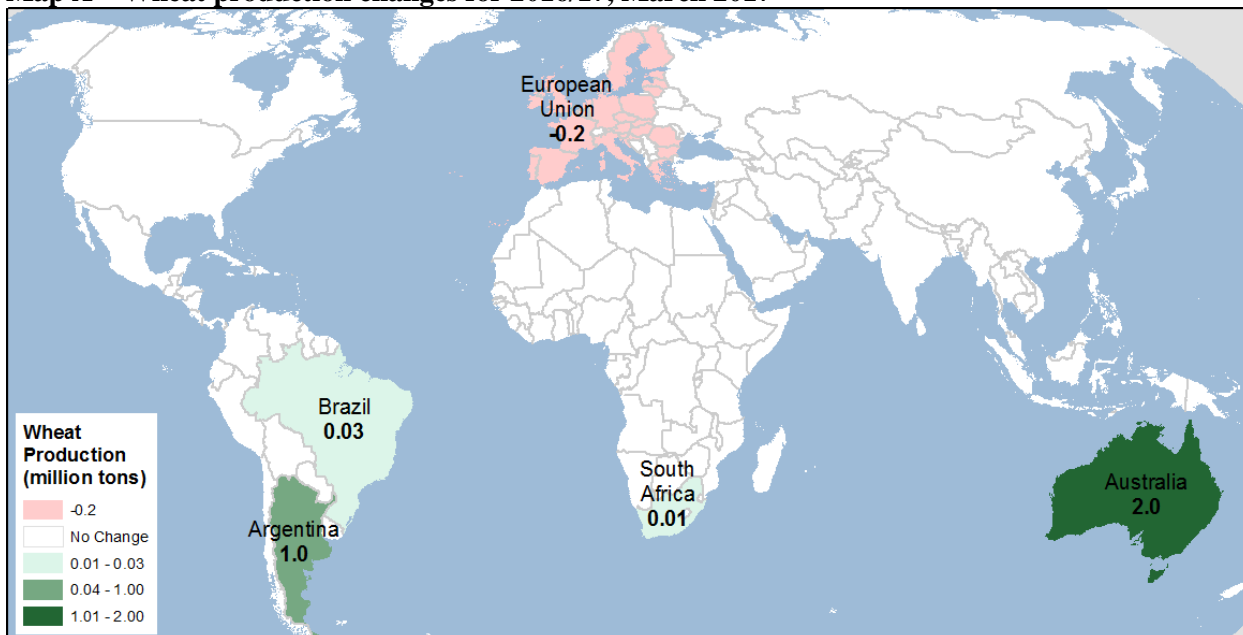 European
Union
-0.2
Brazil
0.03
South
Africa
0.01
Australia
2.0
Argentina
1.0
Wheat
Production
(million tons)
-0.2
No Change
0.01 - 0.03
0.04 - 1.00
1.01 - 2.00